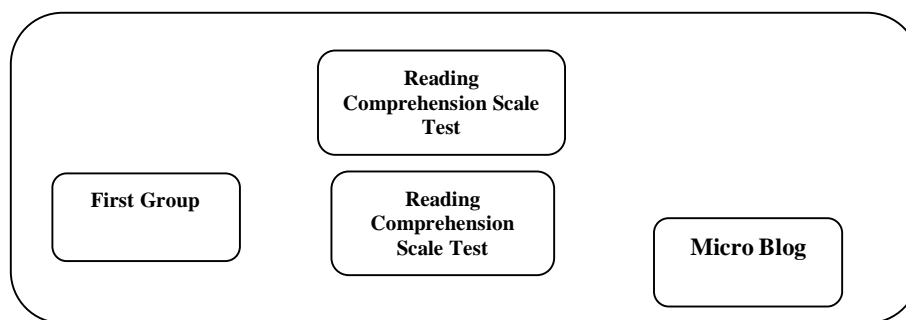 Reading
Comprehension Scale
Test
First Group
Reading
Comprehension
Scale Test
Micro Blog